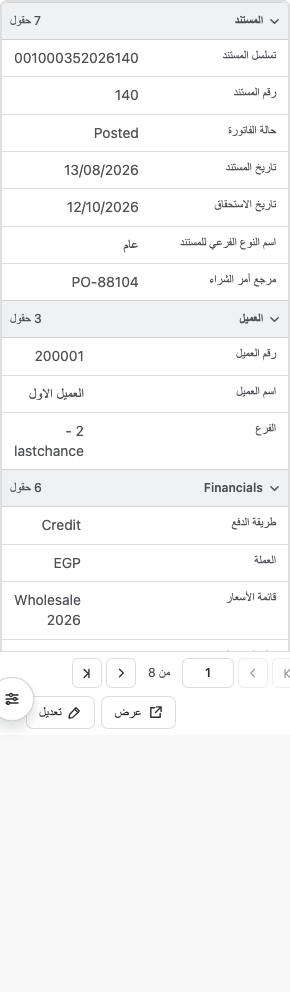 المستند 7 حقول
تسلسل المستند 001000352026140
رقم المستند 140
حالة الفاتورة Posted
تاريخ المستند 13/08/2026
تاريخ الاستحقاق 12/10/2026
اسم النوع الفرعي للمستند عام
مرجع أمر الشراء PO-88104
العميل 3 حقول
رقم العميل 200001
اسم العميل العميل الاول
الفرع 2 -
lastchance
Financials 6 حقول
طريقة الدفع Credit
العملة EGP
قائمة الأسعار Wholesale
2026
1 من 8
عرض تعديل